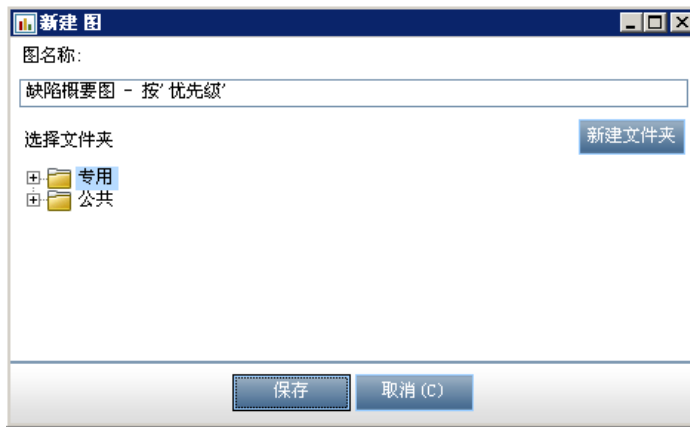 新建 图
图名称:
缺陷概要图 - 按'优先级'
选择文件夹
新建文件夹
专用
公共
保存
取消(C)